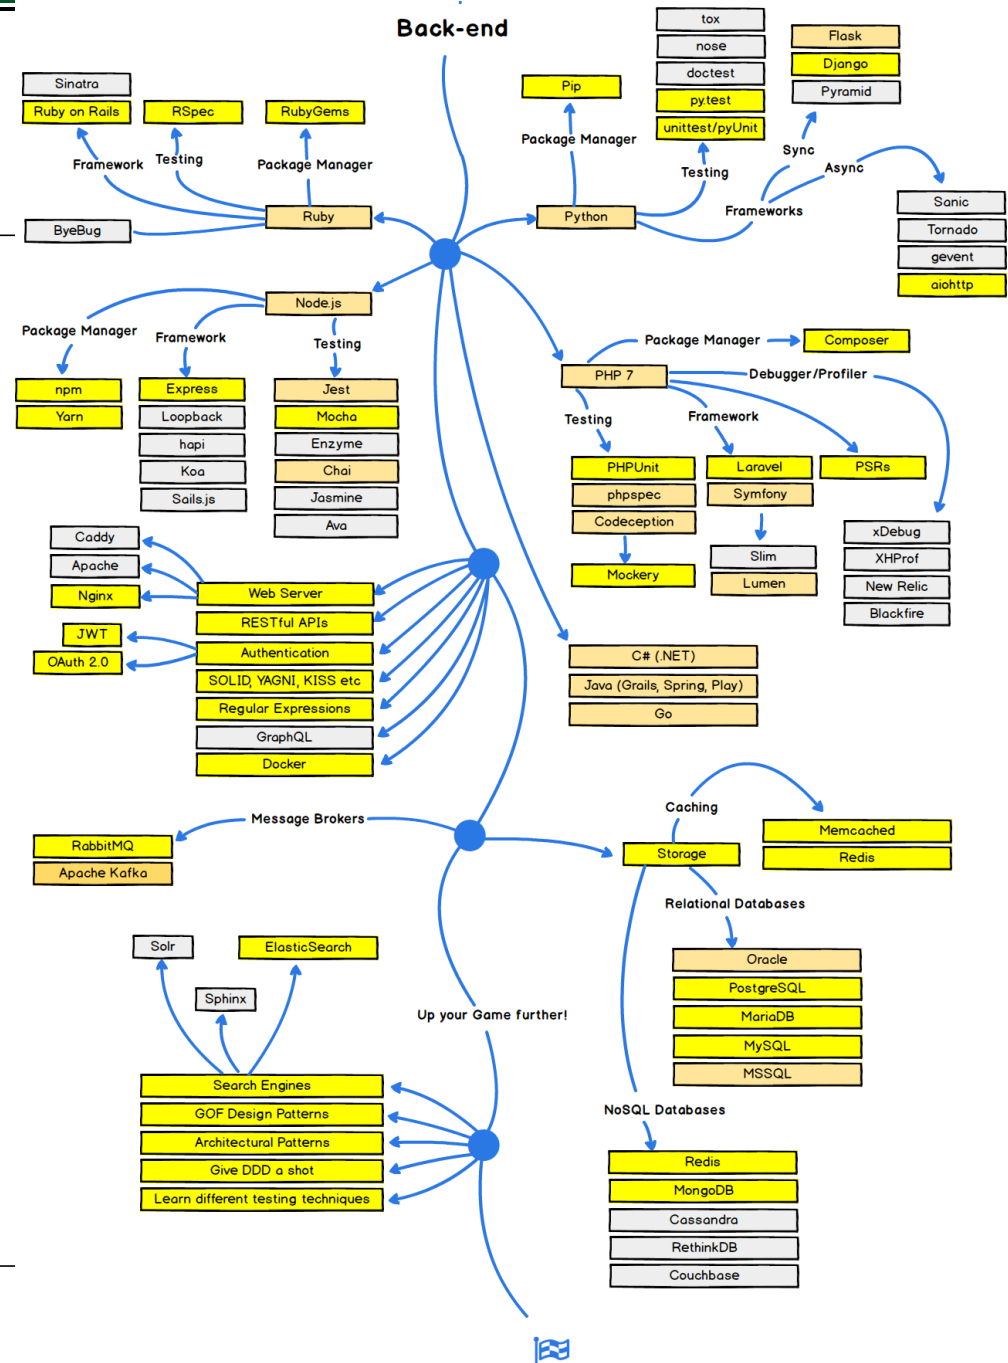 Back-end
Sinatra
Ruby on Rails
RSpec
RubyGems
Framework
Testing
Package Manager
Ruby
ByeBug
Pip
Package Manager
Python
tox
nose
doctest
py.test
unittest/pyUnit
Testing
Flask
Django
Pyramid
Sync
Async
Frameworks
Sanic
Tornado
gevent
aiohttp
Node.js
Package Manager
Framework
Testing
npm
Yarn
Express
Loopback
hapi
Koa
Sails.js
Jest
Mocha
Enzyme
Chai
Jasmine
Ava
PHP 7
Package Manager
Composer
Debugger/Profiler
Testing
Framework
PHPUnit
phpspec
Codeception
Mockery
Laravel
Symfony
Slim
Lumen
PSRs
xDebug
XHProf
New Relic
Blackfire
Caddy
Apache
Nginx
JWT
OAuth 2.0
Web Server
RESTful APIs
Authentication
SOLID, YAGNI, KISS etc
Regular Expressions
GraphQL
Docker
C# (.NET)
Java (Grails, Spring, Play)
Go
Message Brokers
RabbitMQ
Apache Kafka
Storage
Caching
Memcached
Redis
Relational Databases
Oracle
PostgreSQL
MariaDB
MySQL
MSSQL
NoSQL Databases
Redis
MongoDB
Cassandra
RethinkDB
Couchbase
Up your Game further!
Solr
Sphinx
ElasticSearch
Search Engines
GOF Design Patterns
Architectural Patterns
Give DDD a shot
Learn different testing techniques